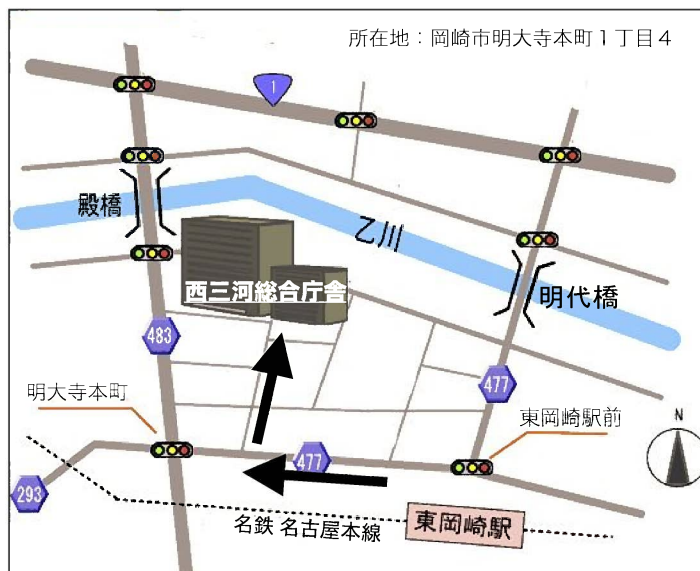 所在地：岡崎市明大寺本町１丁目４
1
殿橋
乙川
西三河総合庁舎
明代橋
483
477
明大寺本町
東岡崎駅前
N
477
293
名鉄 名古屋本線
東岡崎駅